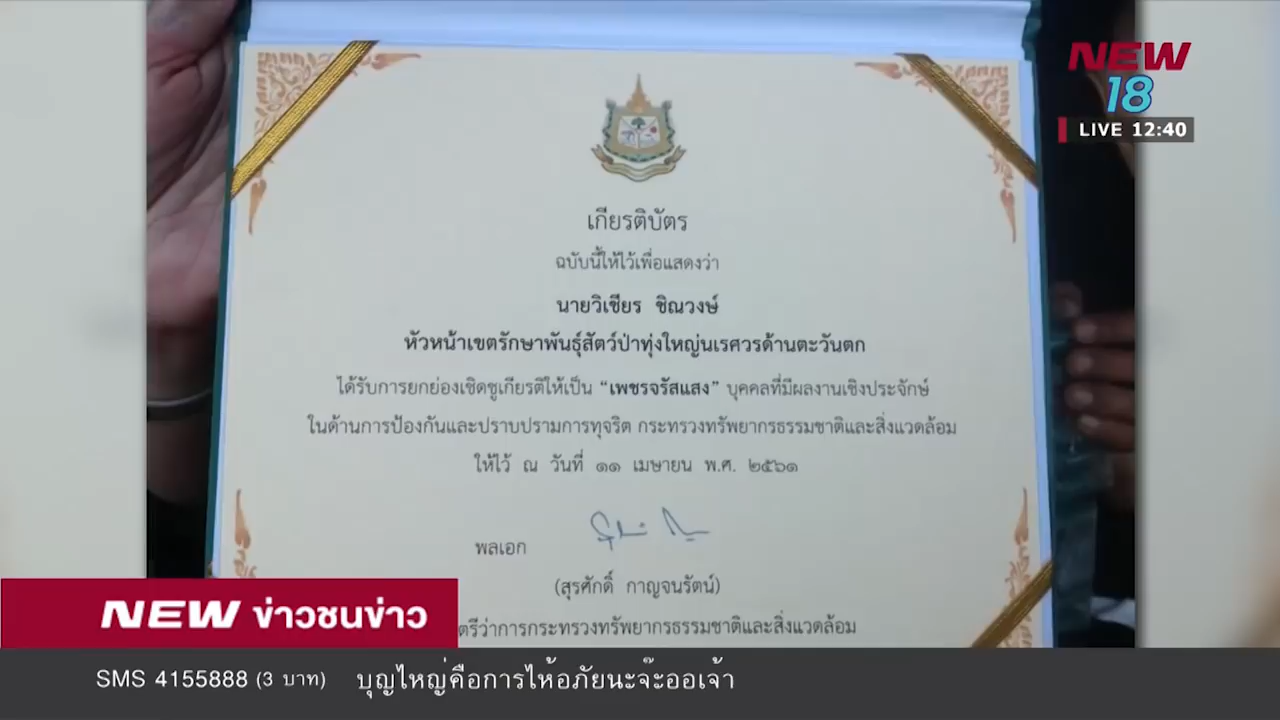 NEW
18
LIVE 12:40
เกียรติบัตร
ฉบับนี้ให้ไว้เพื่อแสดงว่า
นายวิเชียร ชิณวงษ์
หัวหน้าเขตรักษาพันธุ์สัตว์ป่าทุ่งใหญ่นเรศวรด้านตะวันตก
ได้รับการยกย่องเชิดชูเกียรติให้เป็น “เพชรจรัสแสง” บุคคลที่มีผลงานเชิงประจักษ์
ในด้านการป้องกันและปราบปรามการทุจริต กระทรวงทรัพยากรธรรมชาติและสิ่งแวดล้อม
ให้ไว้ ณ วันที่ ๑๑ เมษายน พ.ศ. ๒๕๖๑
พลเอก
(สุรศักดิ์ กาญจนรัตน์)
ตรีว่าการกระทรวงทรัพยากรธรรมชาติและสิ่งแวดล้อม
NEW ข่าวชนข่าว
SMS 4155888 (3 บาท) บุญไหญ่คือการไห้อภัยนะจ๊ะออเจ้า